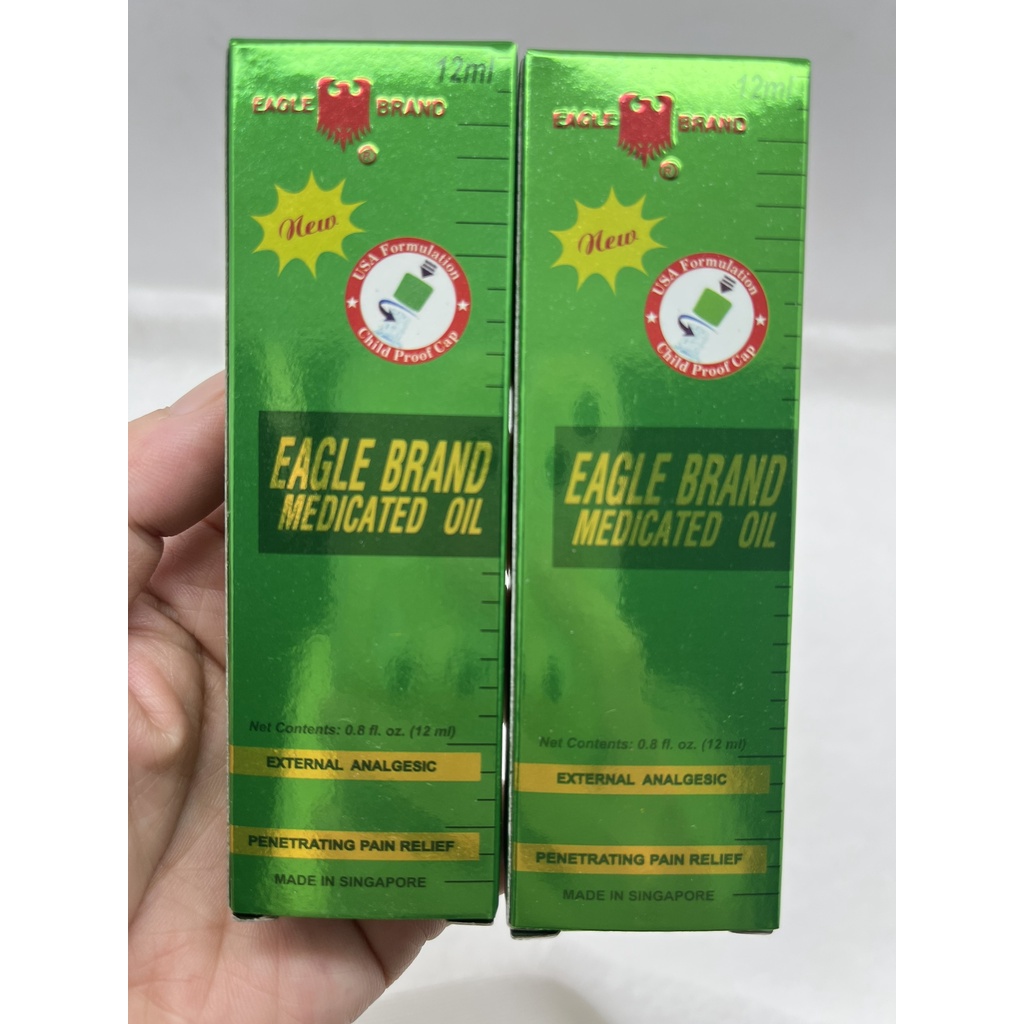 12ml
EAGLE BRAND
®
New
USA Formulation
Child Proof Cap
EAGLE BRAND
MEDICATED OIL
Net Contents: 0.8 fl. oz. (12 ml)
EXTERNAL ANALGESIC
PENETRATING PAIN RELIEF
MADE IN SINGAPORE
12ml
EAGLE BRAND
®
New
USA Formulation
Child Proof Cap
EAGLE BRAND
MEDICATED OIL
Net Contents: 0.8 fl. oz. (12 ml)
EXTERNAL ANALGESIC
PENETRATING PAIN RELIEF
MADE IN SINGAPORE